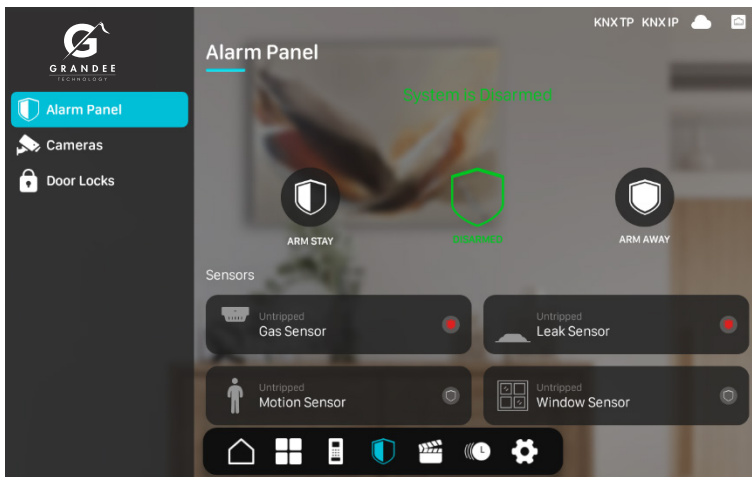 KNX TP KNX IP
GRANDEE
TECHNOLOGY
Alarm Panel
Cameras
Door Locks
Alarm Panel
System is Disarmed
ARM STAY
DISARMED
ARM AWAY
Sensors
Untripped
Gas Sensor
Untripped
Leak Sensor
Untripped
Motion Sensor
Untripped
Window Sensor